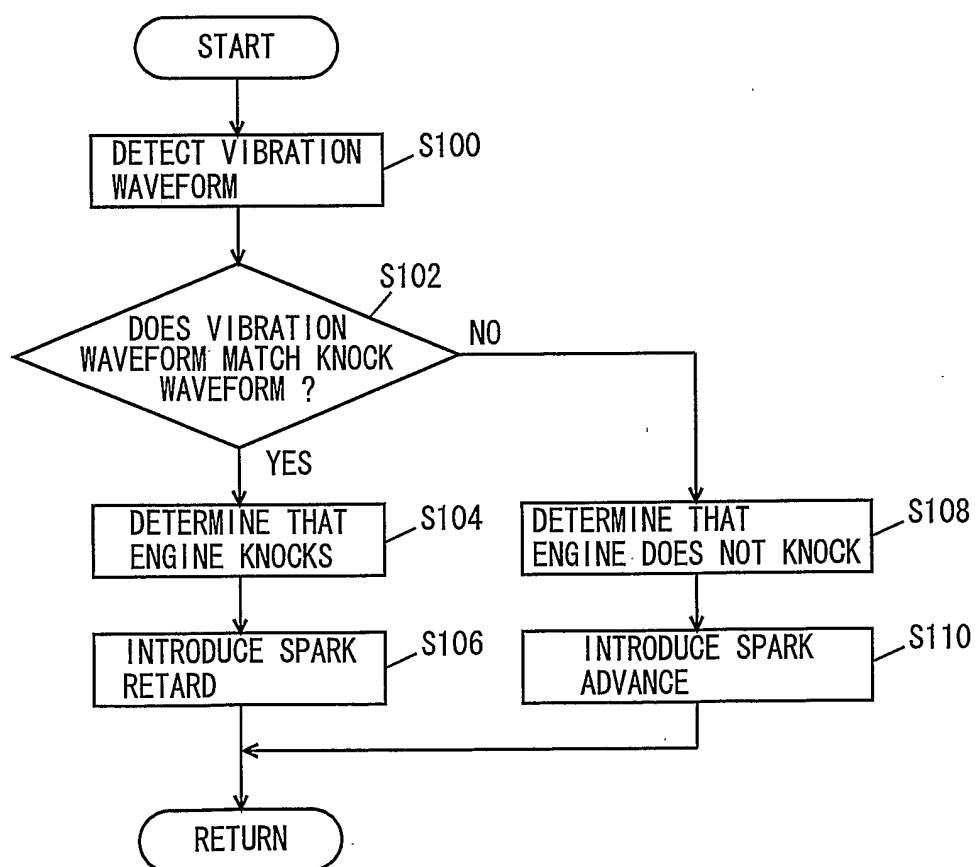 START
DETECT VIBRATION
WAVEFORM
S100
S102
DOES VIBRATION
WAVEFORM MATCH KNOCK
WAVEFORM ?
NO
YES
DETERMINE THAT
ENGINE KNOCKS
S104
DETERMINE THAT
ENGINE DOES NOT KNOCK
S108
INTRODUCE SPARK
RETARD
S106
INTRODUCE SPARK
ADVANCE
S110
RETURN